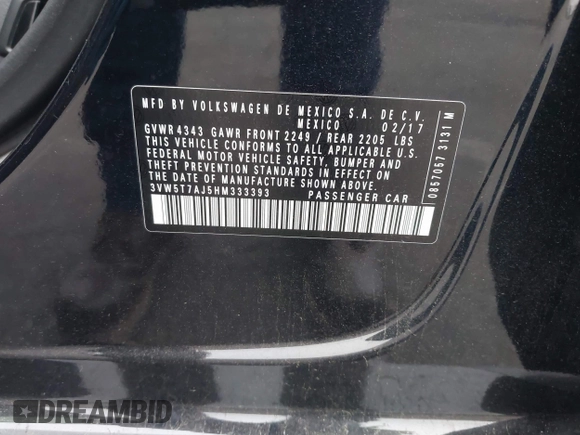 MFD BY VOLKSWAGEN DE MEXICO S.A. DE C.V.
MEXICO 02/17
GVWR 4343 GAWR FRONT 2249 / REAR 2205 LBS
THIS VEHICLE CONFORMS TO ALL APPLICABLE U.S.
FEDERAL MOTOR VEHICLE SAFETY, BUMPER AND
THEFT PREVENTION STANDARDS IN EFFECT ON
THE DATE OF MANUFACTURE SHOWN ABOVE.
3VW5T7AJ5HM333393 PASSENGER CAR
0857057 3131 M
DREAMBID